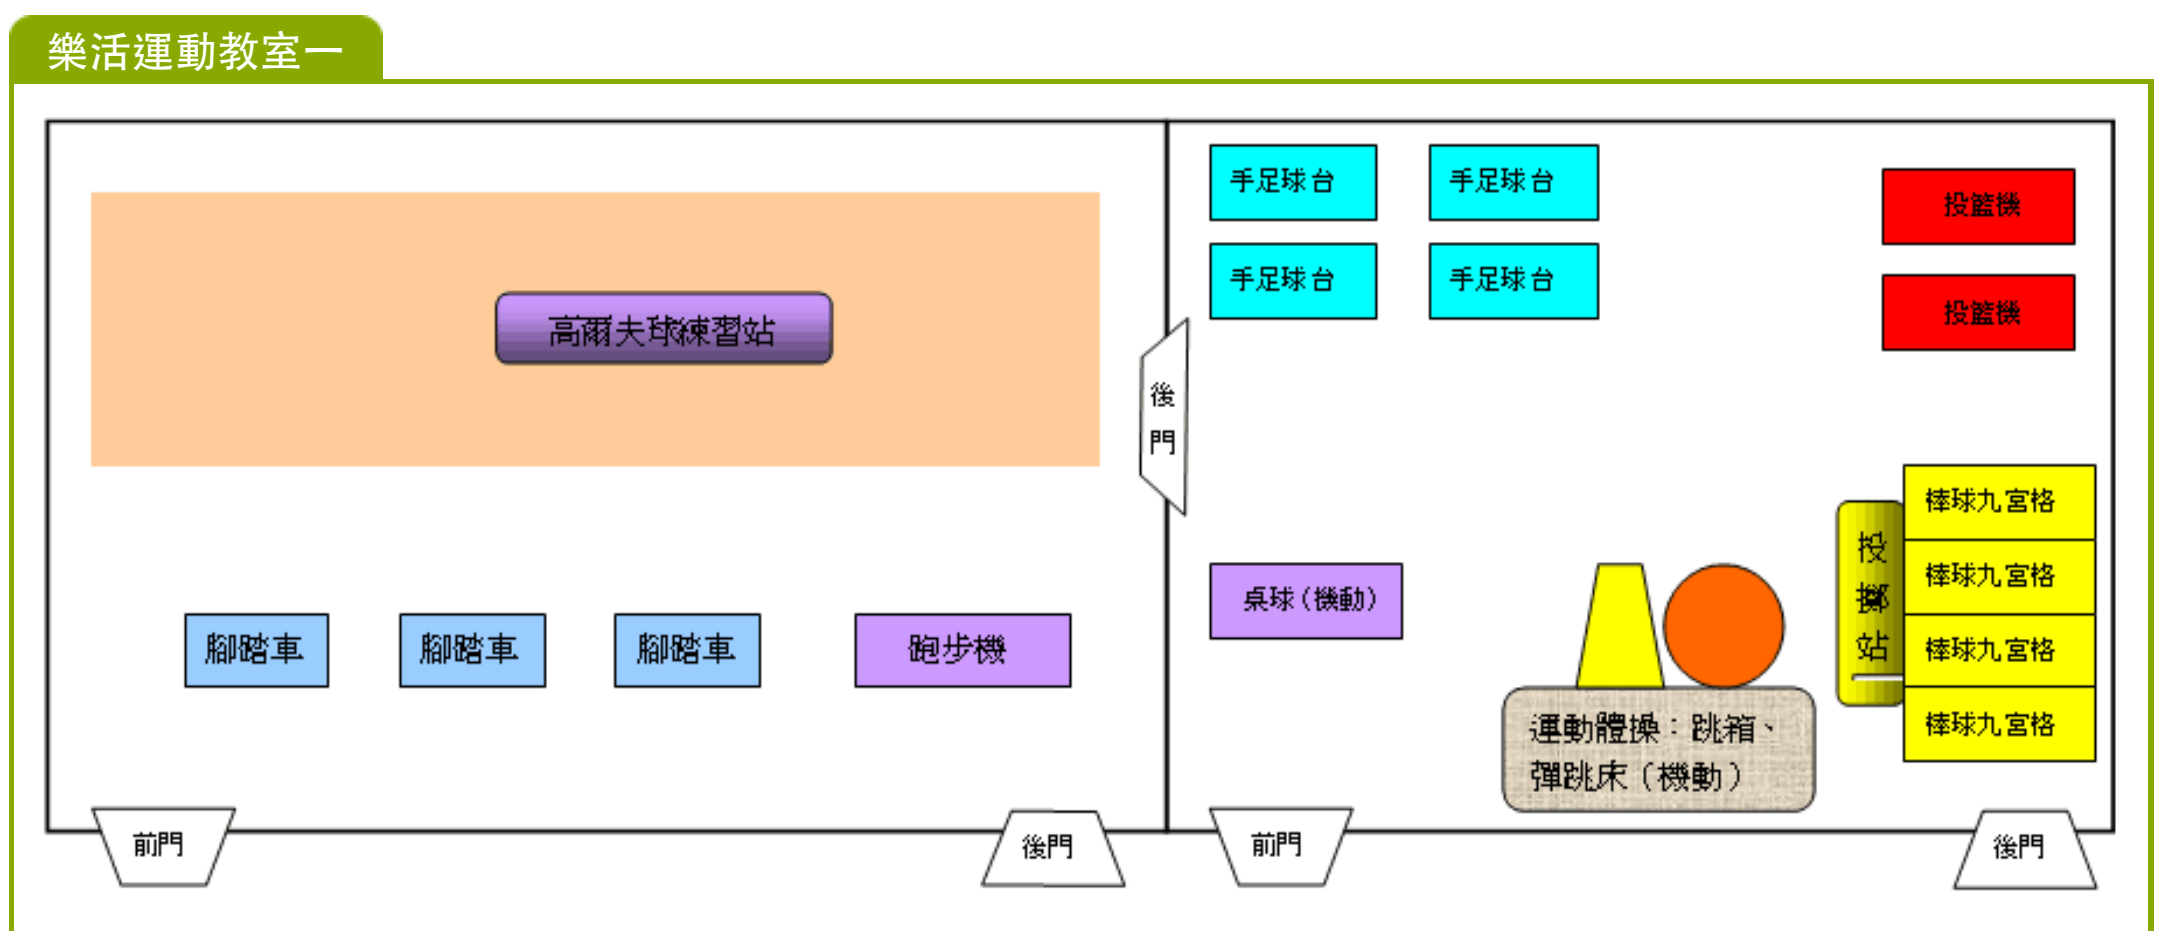 樂活運動教室一
高爾夫球練習站
腳踏車
腳踏車
腳踏車
跑步機
前門
後門
後門
手足球台
手足球台
手足球台
手足球台
投籃機
投籃機
桌球(機動)
運動體操：跳箱、
彈跳床(機動)
投
擲
站
棒球九宮格
棒球九宮格
棒球九宮格
棒球九宮格
前門
後門